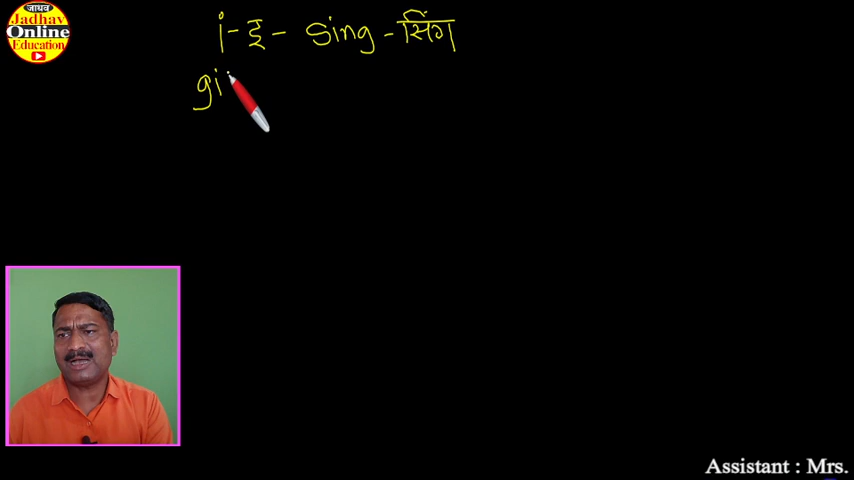 जाधव
Jadhav
Online
Education
i - इ - Sing - सिंग
gi
Assistant : Mrs.